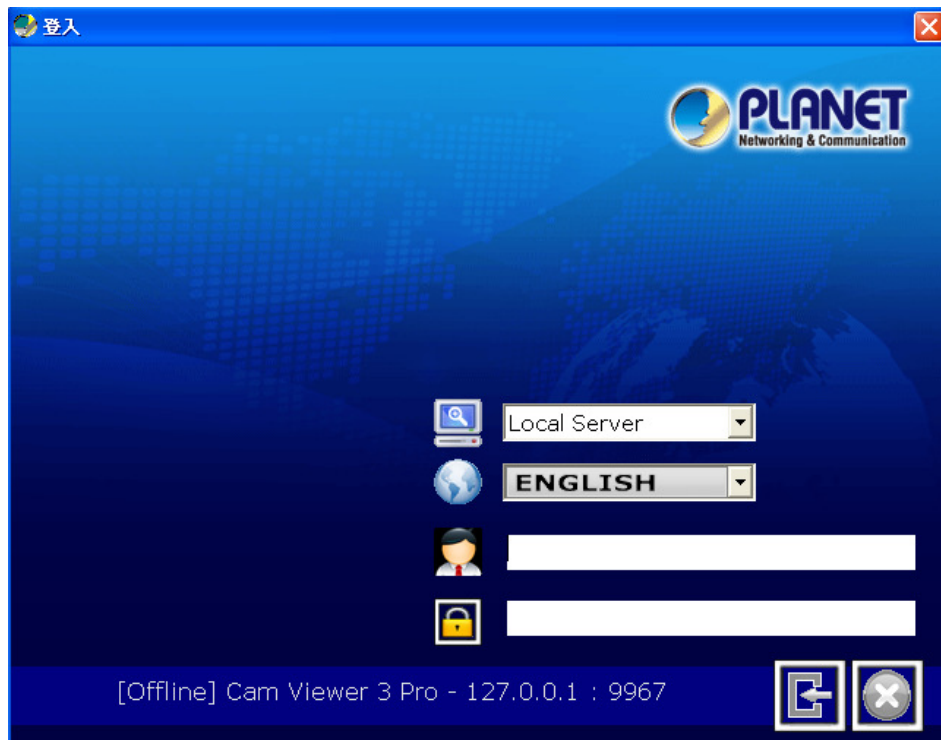 登入
PLANET
Networking & Communication
Local Server
ENGLISH
[Offline] Cam Viewer 3 Pro - 127.0.0.1 : 9967